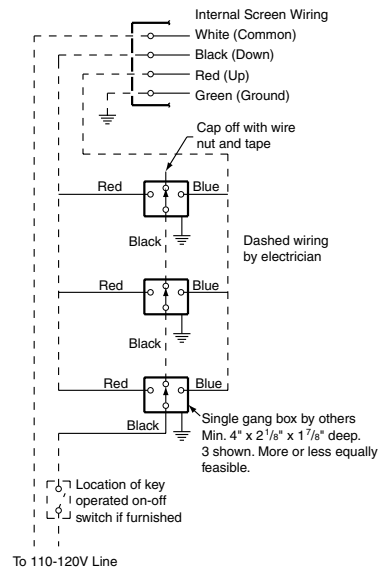 Internal Screen Wiring
White (Common)
Black (Down)
Red (Up)
Green (Ground)
Cap off with wire
nut and tape
Red
Blue
Black
Dashed wiring
by electrician
Red
Blue
Black
Red
Blue
Black
Single gang box by others
Min. 4" x 2 1/8" x 1 7/8" deep.
3 shown. More or less equally
feasible.
Location of key
operated on-off
switch if furnished
To 110-120V Line